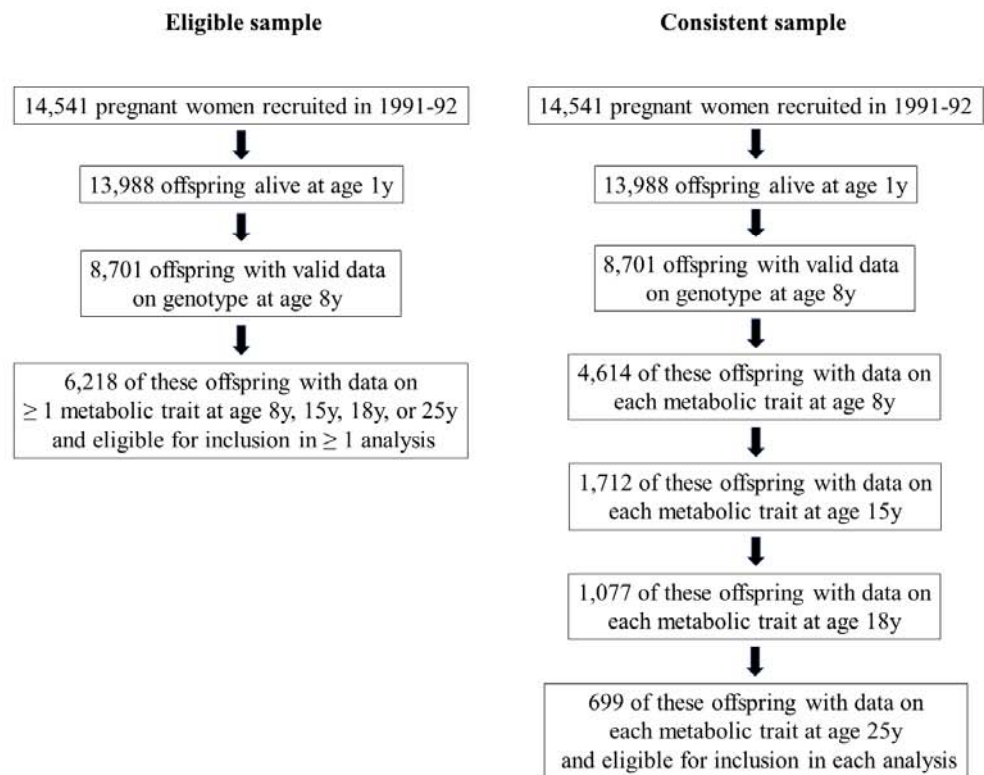 Eligible sample
14,541 pregnant women recruited in 1991-92
13,988 offspring alive at age 1y
8,701 offspring with valid data
on genotype at age 8y
6,218 of these offspring with data on
≥ 1 metabolic trait at age 8y, 15y, 18y, or 25y
and eligible for inclusion in ≥ 1 analysis
Consistent sample
14,541 pregnant women recruited in 1991-92
13,988 offspring alive at age 1y
8,701 offspring with valid data
on genotype at age 8y
4,614 of these offspring with data on
each metabolic trait at age 8y
1,712 of these offspring with data on
each metabolic trait at age 15y
1,077 of these offspring with data on
each metabolic trait at age 18y
699 of these offspring with data on
each metabolic trait at age 25y
and eligible for inclusion in each analysis